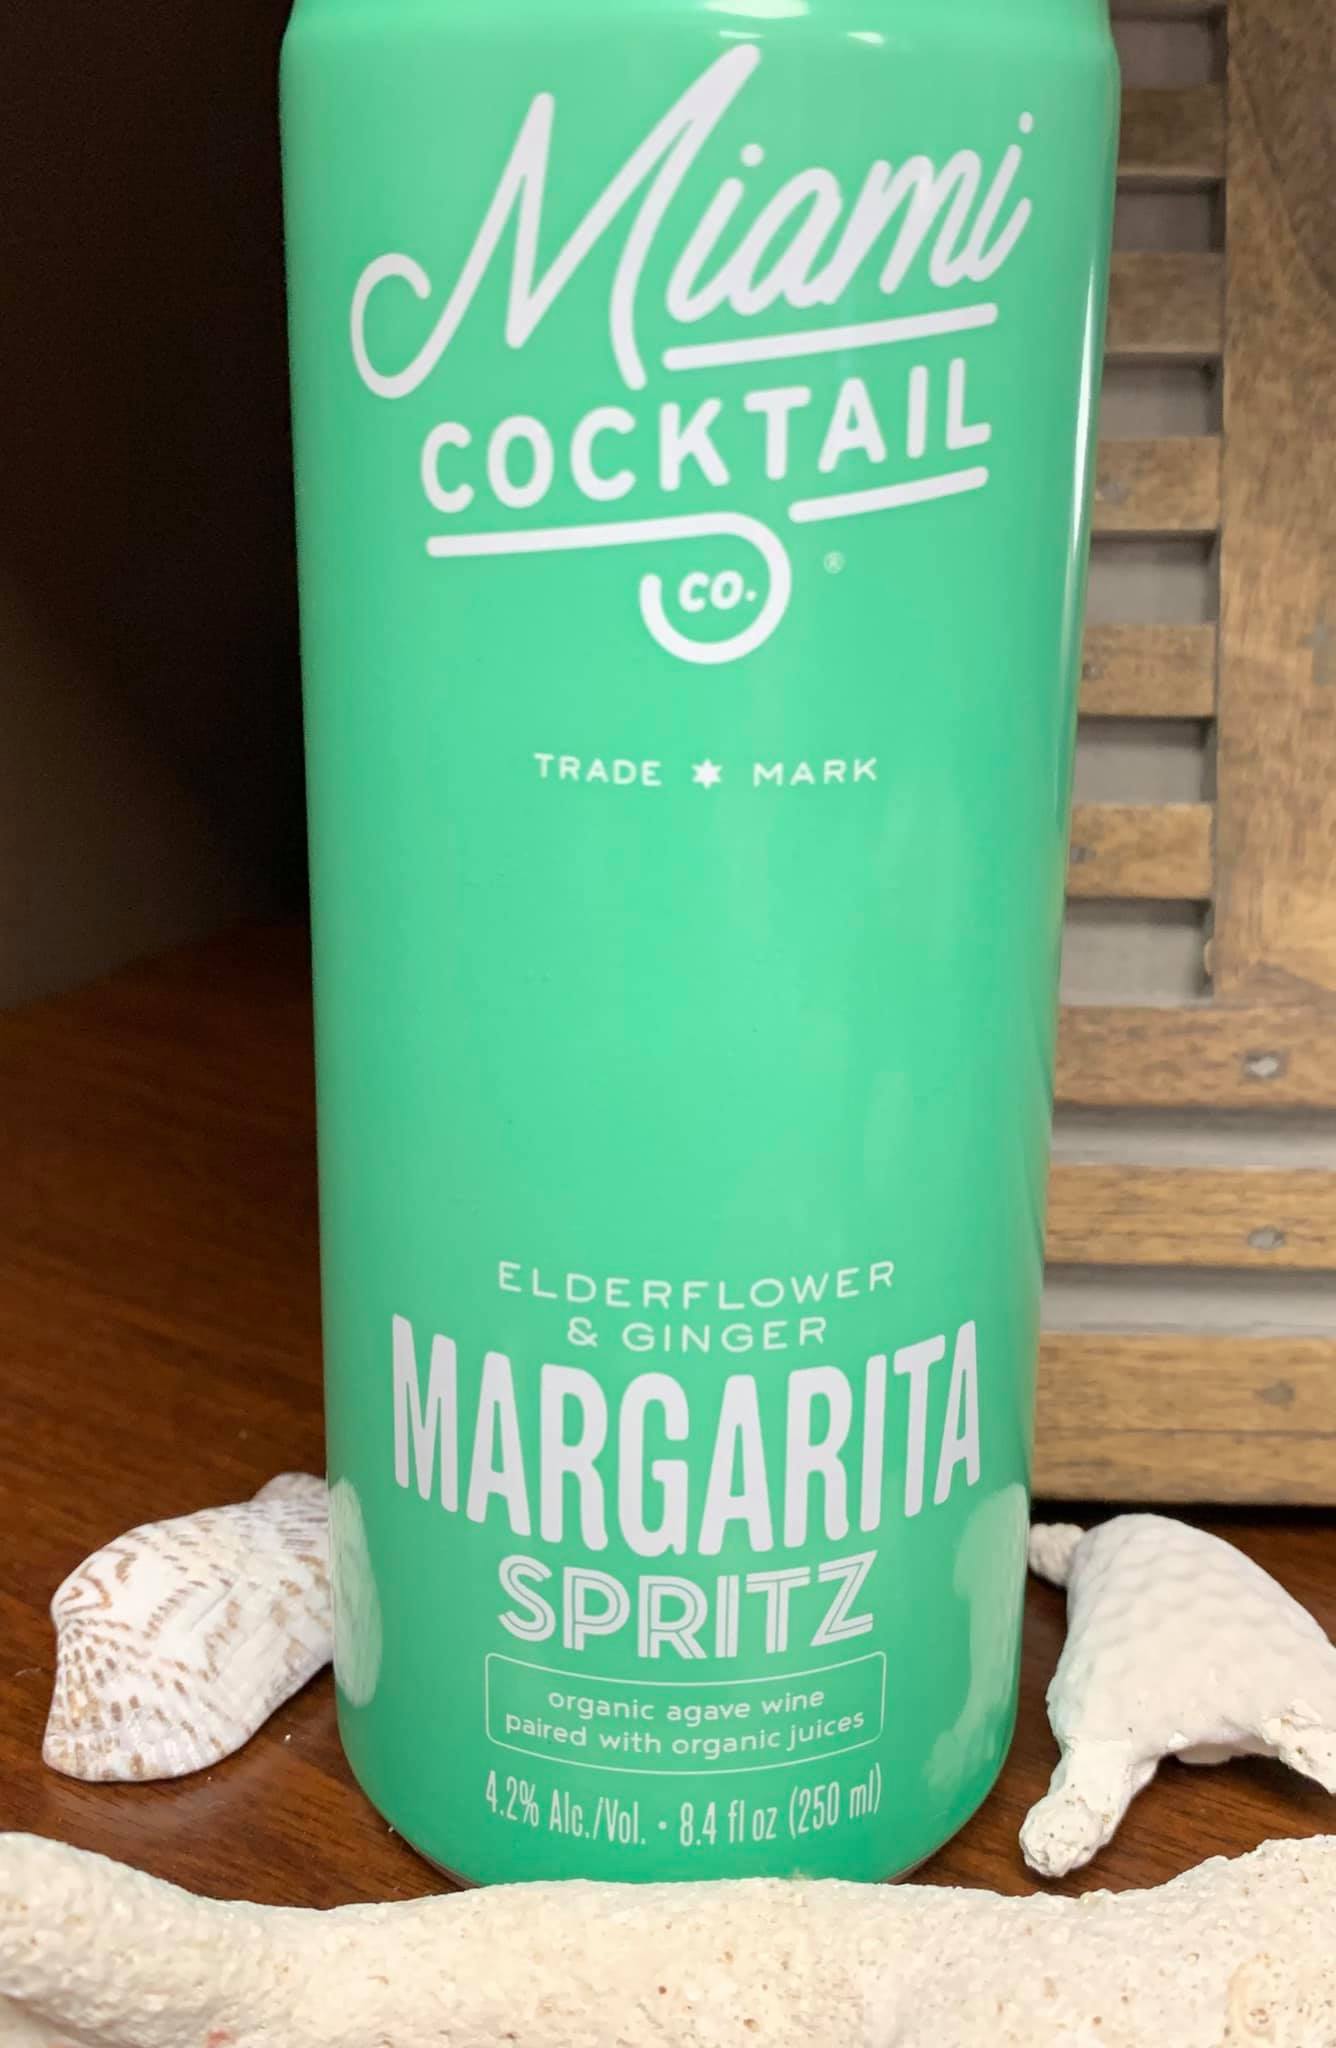 Miami
COCKTAIL
CO. ®
TRADE ★ MARK
ELDERFLOWER
& GINGER
MARGARITA
SPRITZ
organic agave wine
paired with organic juices
4.2% Alc./Vol. • 8.4 fl oz (250 ml)